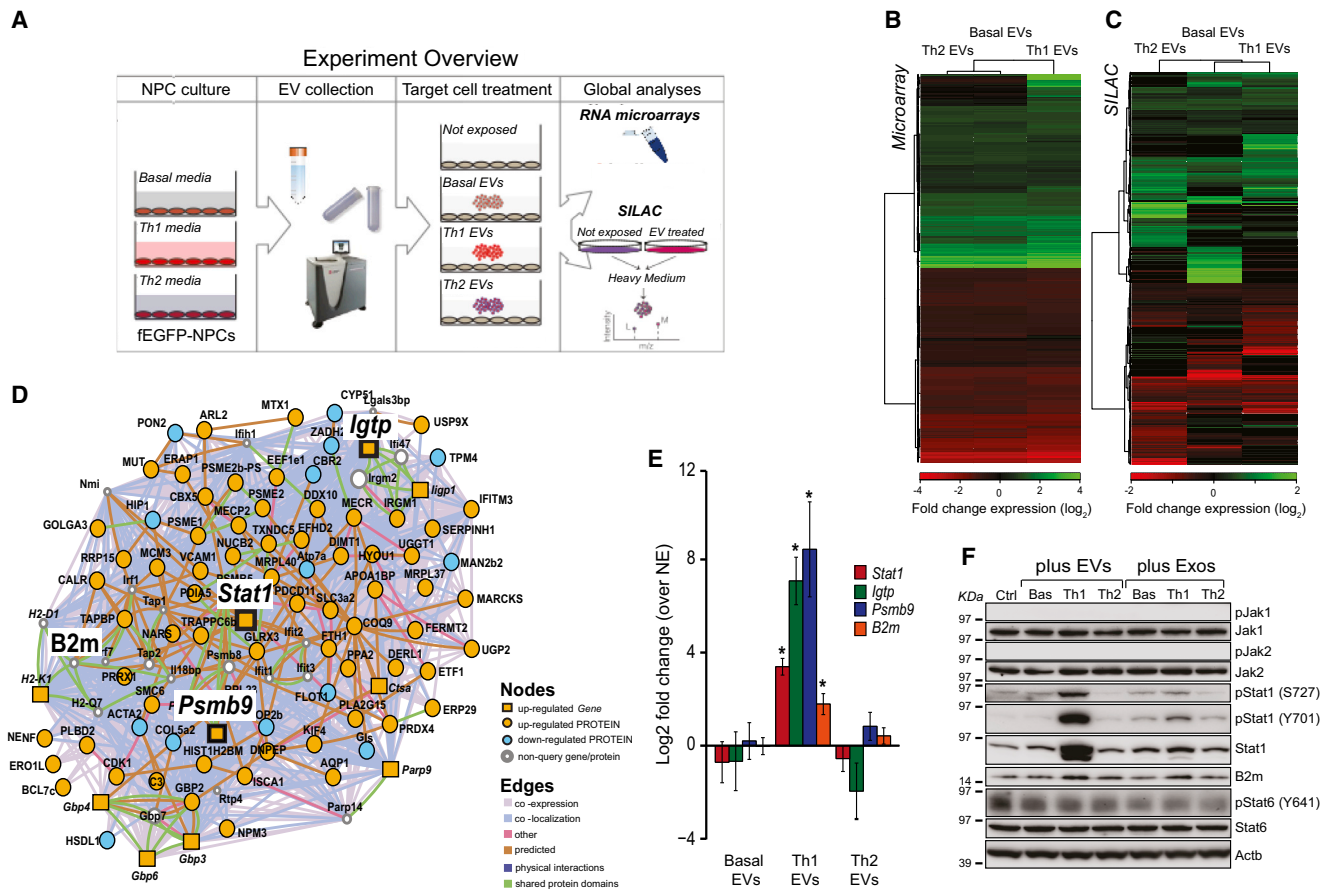 A
Experiment Overview
NPC culture
EV collection
Target cell treatment
Global analyses
Basal media
Th1 media
Th2 media
fEGFP-NPCs
Not exposed
Basal EVs
Th1 EVs
Th2 EVs
RNA microarrays
SILAC
Not exposed
EV treated
Heavy Medium
Intensity
L
M
m/z
B
Basal EVs
Th2 EVs
Th1 EVs
Microarray
-4 -2 0 2 4
Fold change expression (log2)
C
Basal EVs
Th2 EVs
Th1 EVs
SILAC
-2 0 2
Fold change expression (log2)
D
CYP51
Lgals3bp
MTX1
ARL2
PON2
Ifih1
ZADH2
Igtp
USP9X
Ifi47
TPM4
MUT
ERAP1
PSME2b-PS
EEF1e1
CBR2
Irgm2
Iigp1
Nmi
CBX5
PSME2
DDX10
MECR
IRGM1
IFITM3
HIP1
MECP2
GOLGA3
PSME1
TXNDC5
EFHD2
SERPINH1
NUCB2
DIMT1
HYOU1
UGGT1
RRP15
MCM3
VCAM1
MRPL40
Atp7a
MAN2b2
CALR
Irf1
PSMB5
APOA1BP
MRPL37
PDIA5
Stat1
PDCD11
SLC3a2
MARCKS
H2-D1
TAPBP
Tap1
NARS
TRAPPC6b
Ifit2
COQ9
FERMT2
B2m
rf7
Tap2
GLRX3
FTH1
UGP2
Psmb8
Ifit1
Ifit3
PPA2
DERL1
H2-K1
PRRX1
Il18bp
ETF1
H2-Q7
SMC6
Ctsa
FLOT1
ACTA2
Psmb9
OP2b
PLA2G15
ERP29
NENF
PLBD2
COL5a2
KIF4
Gls
PRDX4
HIST1H2BM
DNPEP
ERO1L
CDK1
C3
ISCA1
AQP1
Parp9
BCL7c
GBP2
Rtp4
Gbp4
Gbp7
Parp14
HSDL1
NPM3
Gbp3
Gbp6
Nodes
up-regulated Gene
up-regulated PROTEIN
down-regulated PROTEIN
non-query gene/protein
Edges
co -expression
co -localization
other
predicted
physical interactions
shared protein domains
E
Log2 fold change (over NE)
12
8
4
0
−4
* * * *
Stat1
Igtp
Psmb9
B2m
Basal EVs
Th1 EVs
Th2 EVs
F
plus EVs
plus Exos
KDa Ctrl Bas Th1 Th2 Bas Th1 Th2
97 pJak1
97 Jak1
97 pJak2
97 Jak2
97 pStat1 (S727)
97 pStat1 (Y701)
97 Stat1
14 B2m
97 pStat6 (Y641)
97 Stat6
39 Actb